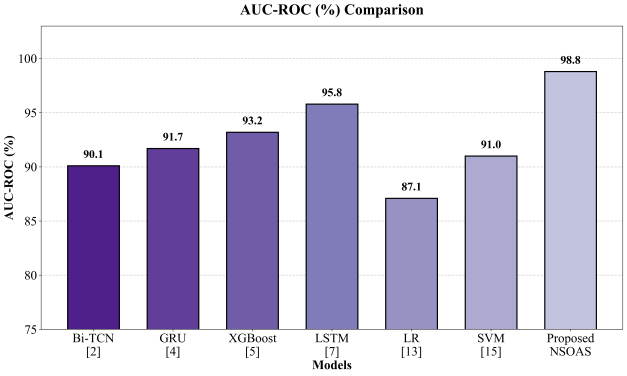 AUC-ROC (%) Comparison
AUC-ROC (%)
100
95
90
85
80
75
90.1
91.7
93.2
95.8
87.1
91.0
98.8
Bi-TCN
[2]
GRU
[4]
XGBoost
[5]
LSTM
[7]
LR
[13]
SVM
[15]
Proposed
NSOAS
Models